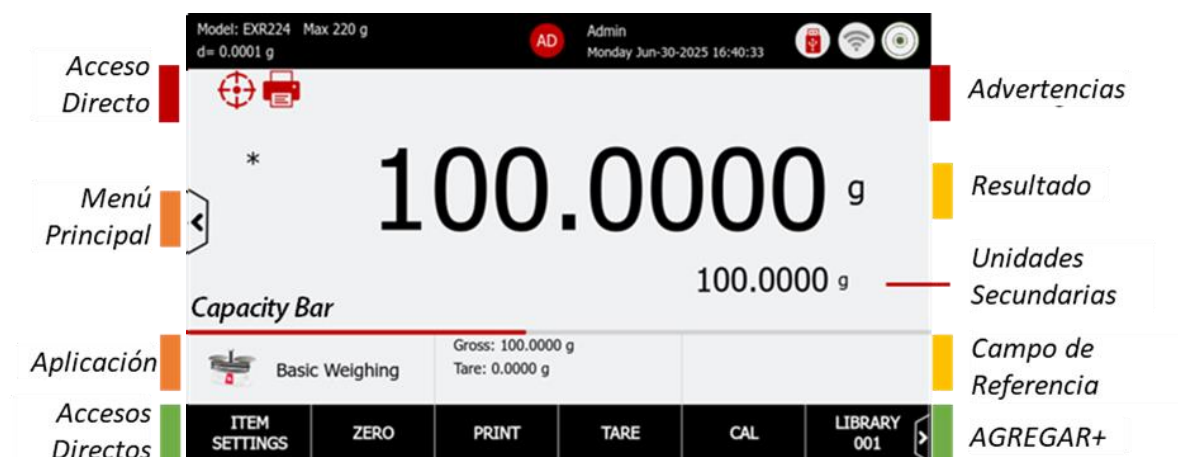 Model: EXR224 Max 220 g
d= 0.0001 g
AD
Admin
Monday Jun-30-2025 16:40:33
Acceso
Directo
Advertencias
*
100.0000 g
Menú
Principal
Resultado
100.0000 g
Unidades
Secundarias
Capacity Bar
Aplicación
Basic Weighing
Gross: 100.0000 g
Tare: 0.0000 g
Campo de
Referencia
Accesos
Directos
ITEM
SETTINGS
ZERO
PRINT
TARE
CAL
LIBRARY
001
AGREGAR+